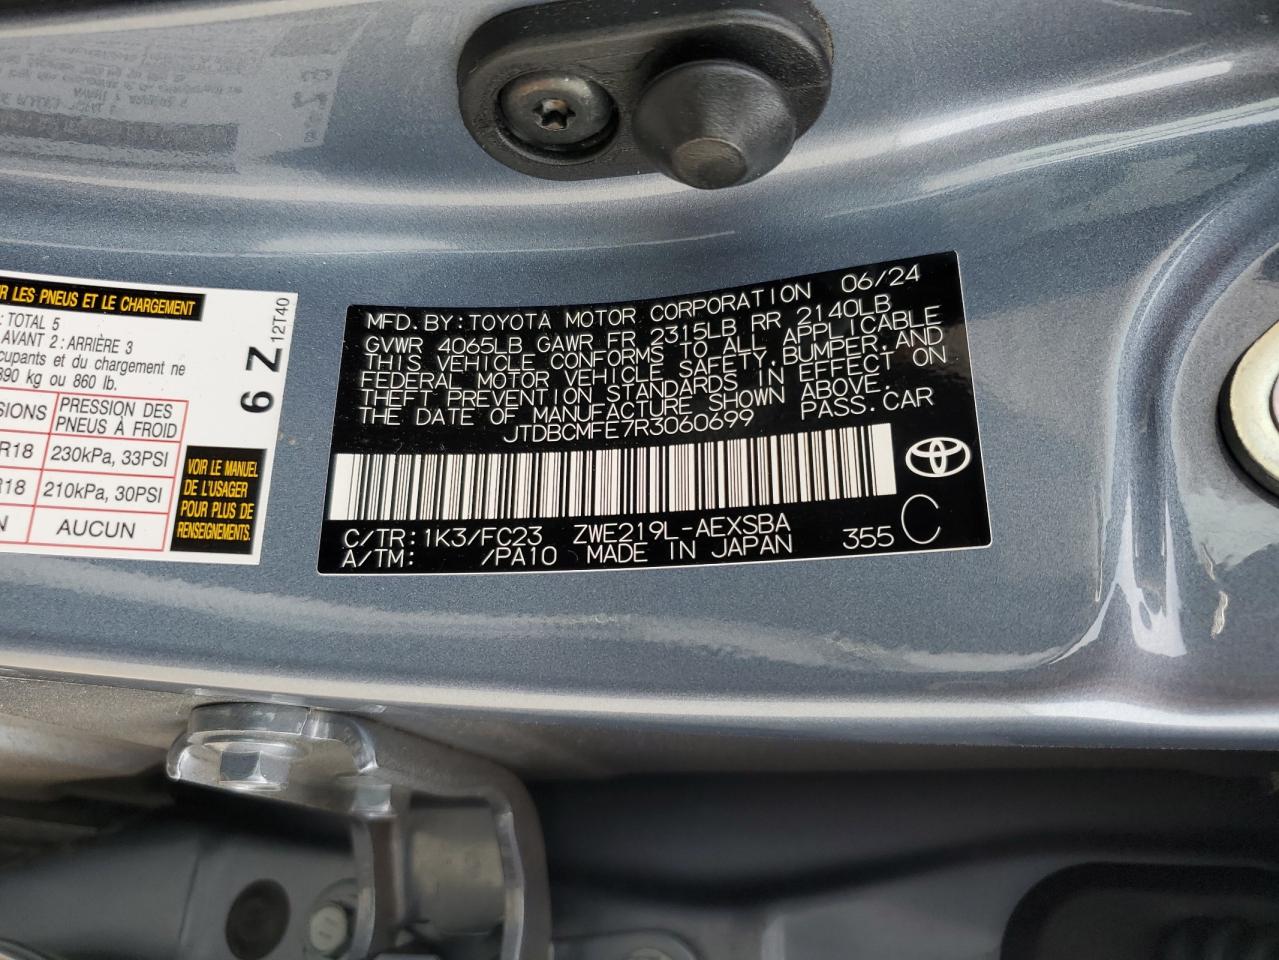 R LES PNEUS ET LE CHARGEMENT
: TOTAL 5
AVANT 2: ARRIÈRE 3
cupants et du chargement ne
390 kg ou 860 lb.
SIONS
PRESSION DES
PNEUS À FROID
R18
230kPa, 33PSI
R18
210kPa, 30PSI
N
AUCUN
VOIR LE MANUEL
DE L'USAGER
POUR PLUS DE
RENSEIGNEMENTS.
6 Z
12T40
MFD. BY: TOYOTA MOTOR CORPORATION 06/24
GVWR 4065LB GAWR FR 2315LB RR 2140LB
THIS VEHICLE CONFORMS TO ALL APPLICABLE
FEDERAL MOTOR VEHICLE SAFETY, BUMPER, AND
THEFT PREVENTION STANDARDS IN EFFECT ON
THE DATE OF MANUFACTURE SHOWN ABOVE.
JTDBCMFE7R3060699 PASS. CAR
C/TR: 1K3/FC23 ZWE219L-AEXSBA
A/TM: /PA10 MADE IN JAPAN 355 C